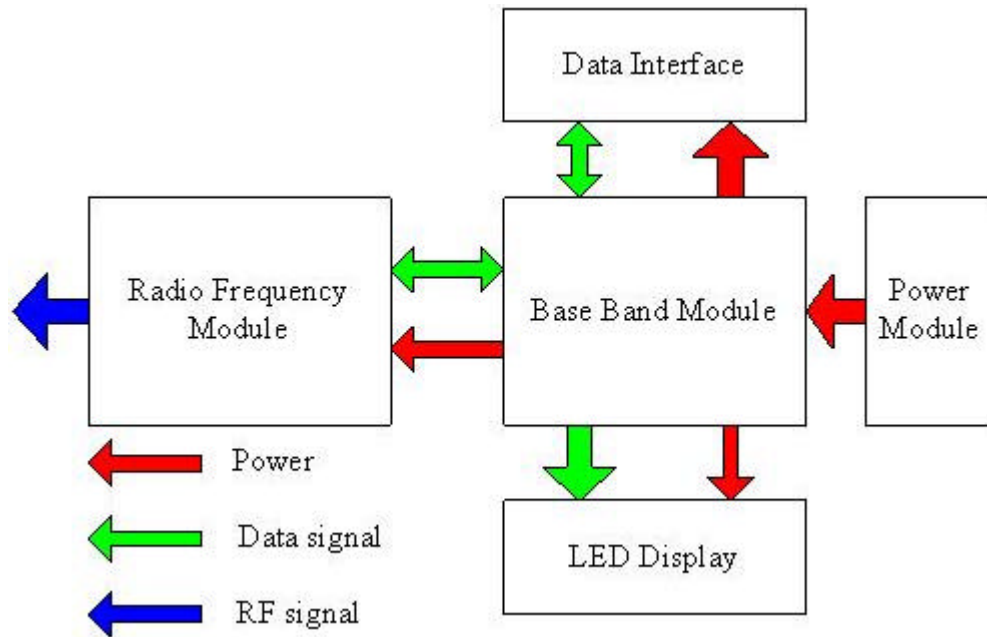 Data Interface
Radio Frequency
Module
Base Band Module
Power
Module
Power
Data signal
RF signal
LED Display